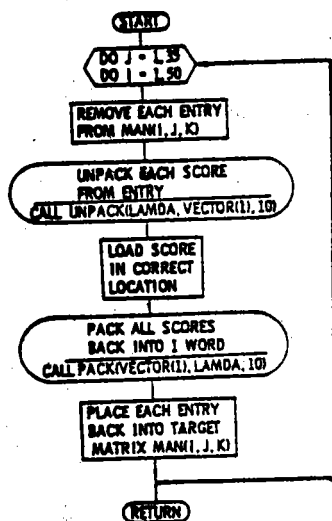 START
DO J = 1,35
DO I = 1,50
REMOVE EACH ENTRY
FROM MAN(I, J, K)
UNPACK EACH SCORE
FROM ENTRY
CALL UNPACK(LAMDA, VECTOR(1), 10)
LOAD SCORE
IN CORRECT
LOCATION
PACK ALL SCORES
BACK INTO 1 WORD
CALL PACK(VECTOR(1), LAMDA, 10)
PLACE EACH ENTRY
BACK INTO TARGET
MATRIX MAN(I, J, K)
RETURN